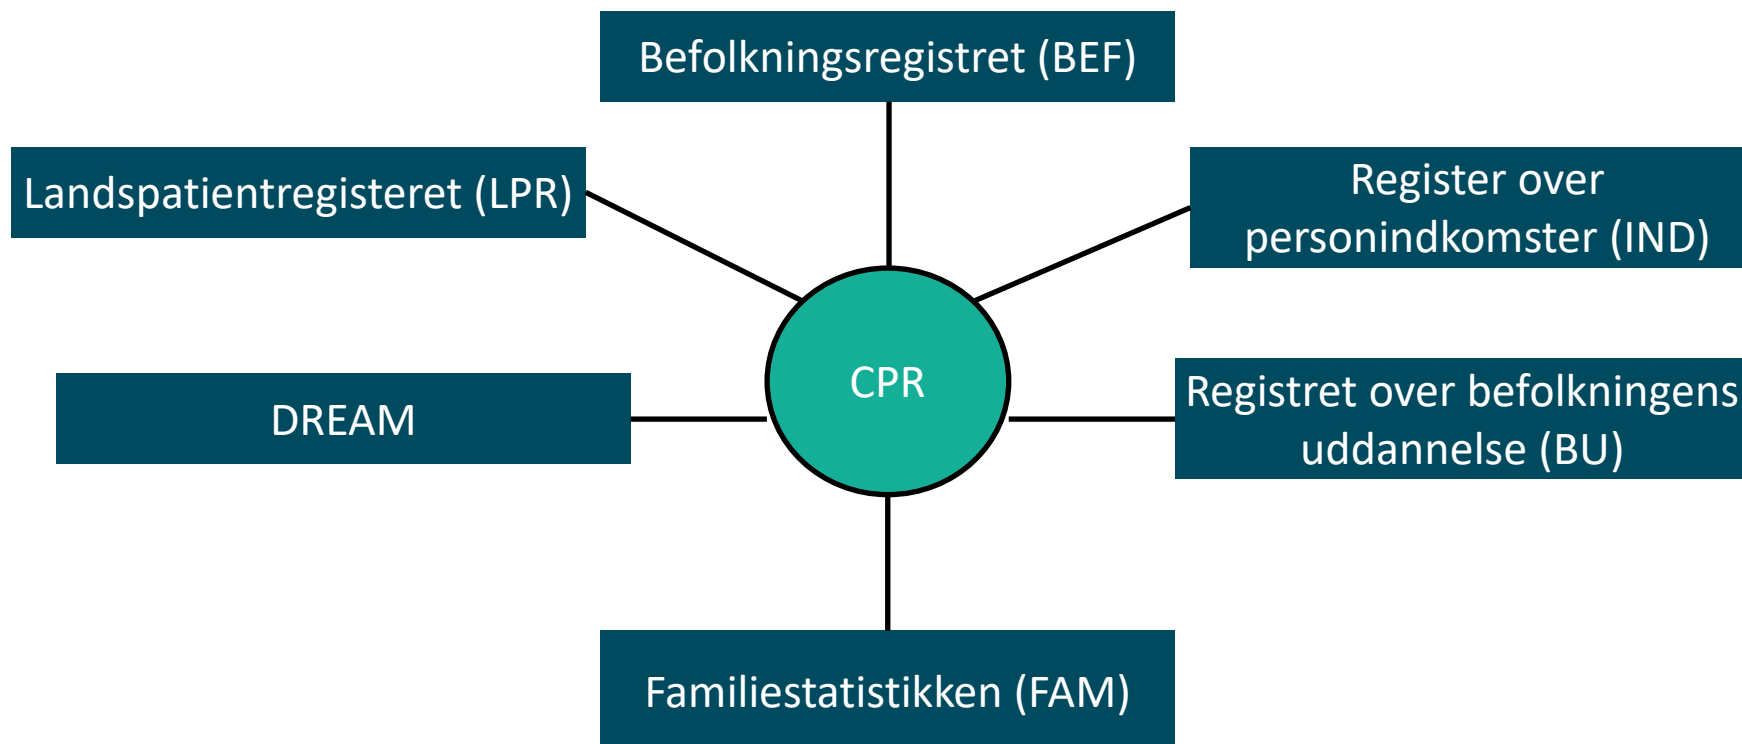 Befolkningsregistret (BEF)
Landspatientregisteret (LPR)
Register over
personindkomster (IND)
CPR
DREAM
Registret over befolkningens
uddannelse (BU)
Familiestatistikken (FAM)